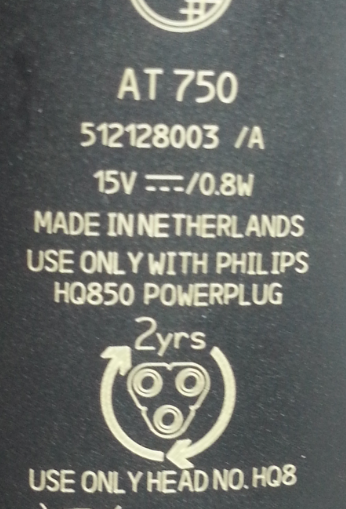 AT 750
512128003 /A
15V ⎓/0.8W
MADE IN NETHERLANDS
USE ONLY WITH PHILIPS
HQ850 POWERPLUG
2yrs
USE ONLY HEAD NO. HQ8